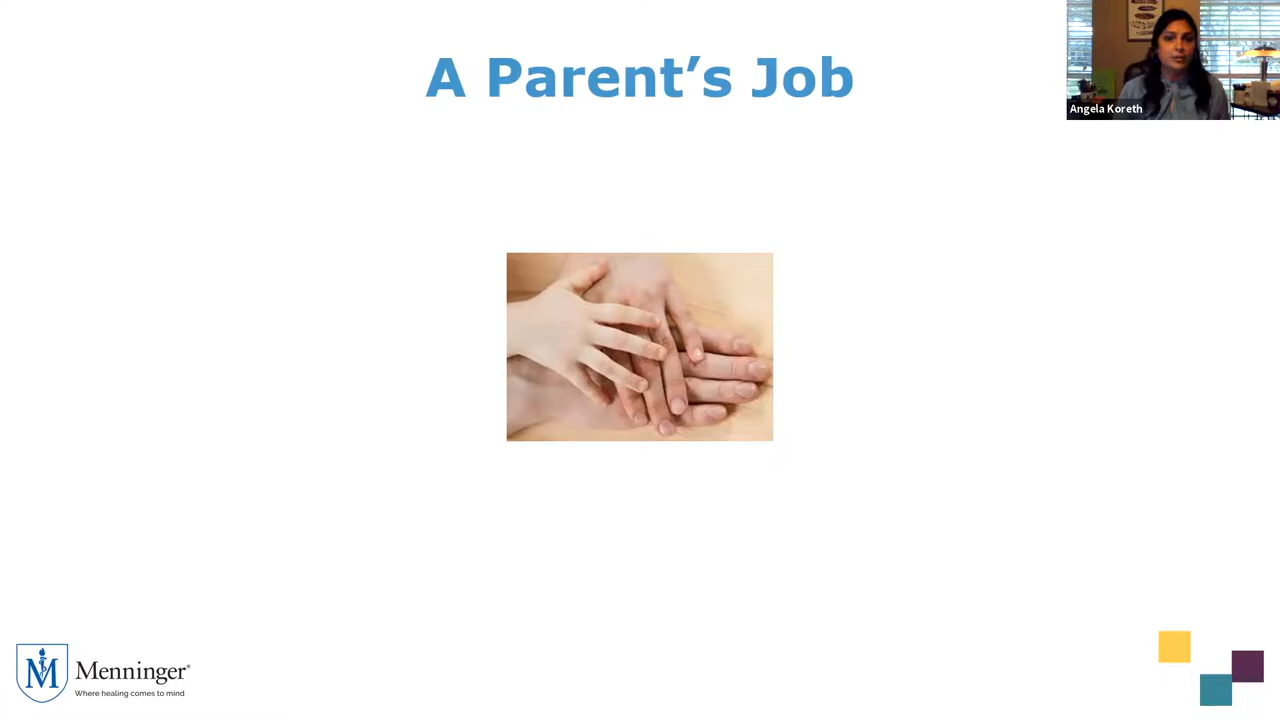 A Parent’s Job
Angela Koreth
Menninger®
Where healing comes to mind